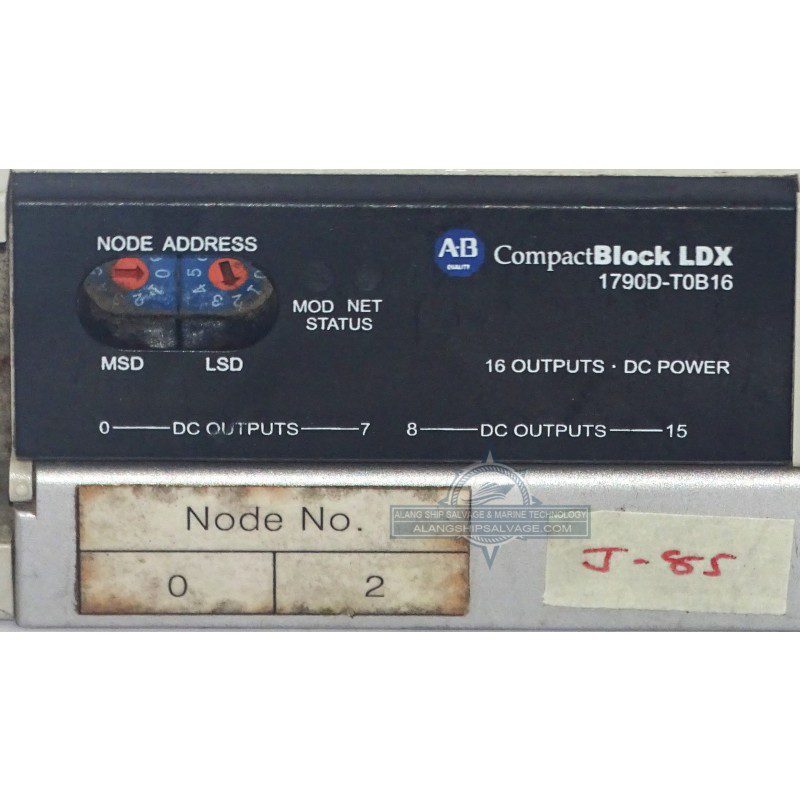 NODE ADDRESS
MSD LSD
MOD NET
STATUS
A·B
QUALITY
CompactBlock LDX
1790D-T0B16
16 OUTPUTS · DC POWER
0 DC OUTPUTS 7 8 DC OUTPUTS 15
ALANG SHIP SALVAGE & MARINE TECHNOLOGY
ALANGSHIPSALVAGE.COM
Node No.
0 2
J-85